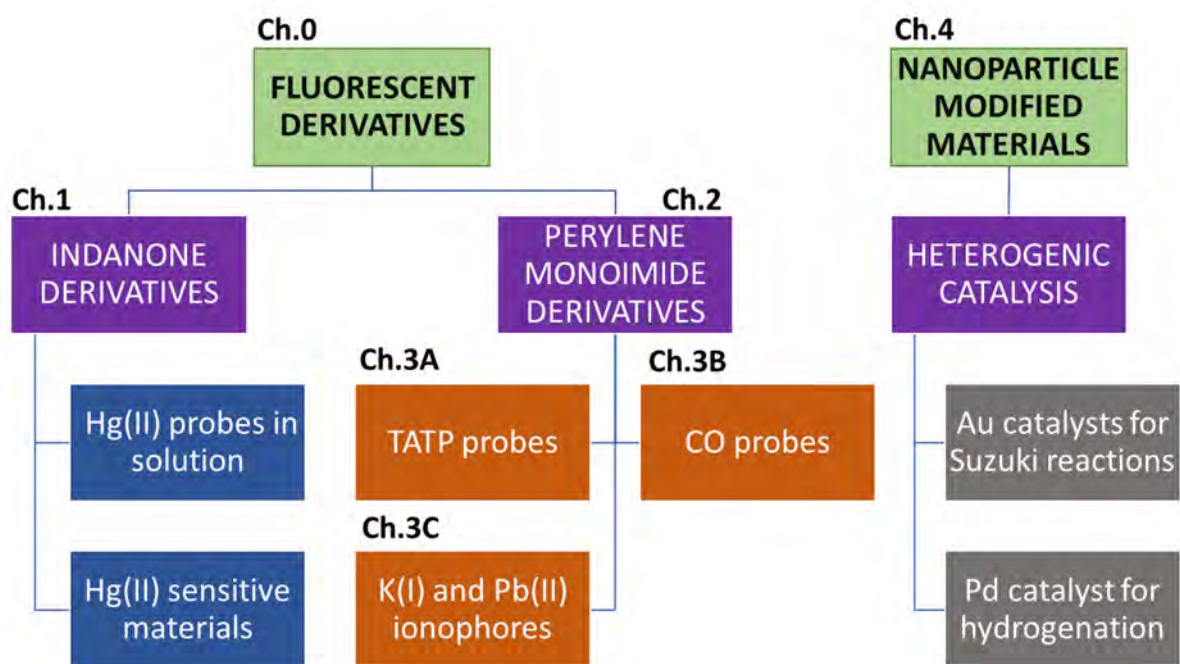 Ch.0
FLUORESCENT
DERIVATIVES
Ch.4
NANOPARTICLE
MODIFIED
MATERIALS
Ch.1
INDANONE
DERIVATIVES
Ch.2
PERYLENE
MONOIMIDE
DERIVATIVES
HETEROGENIC
CATALYSIS
Hg(II) probes in
solution
Ch.3A
TATP probes
Ch.3B
CO probes
Au catalysts for
Suzuki reactions
Hg(II) sensitive
materials
Ch.3C
K(I) and Pb(II)
ionophores
Pd catalyst for
hydrogenation